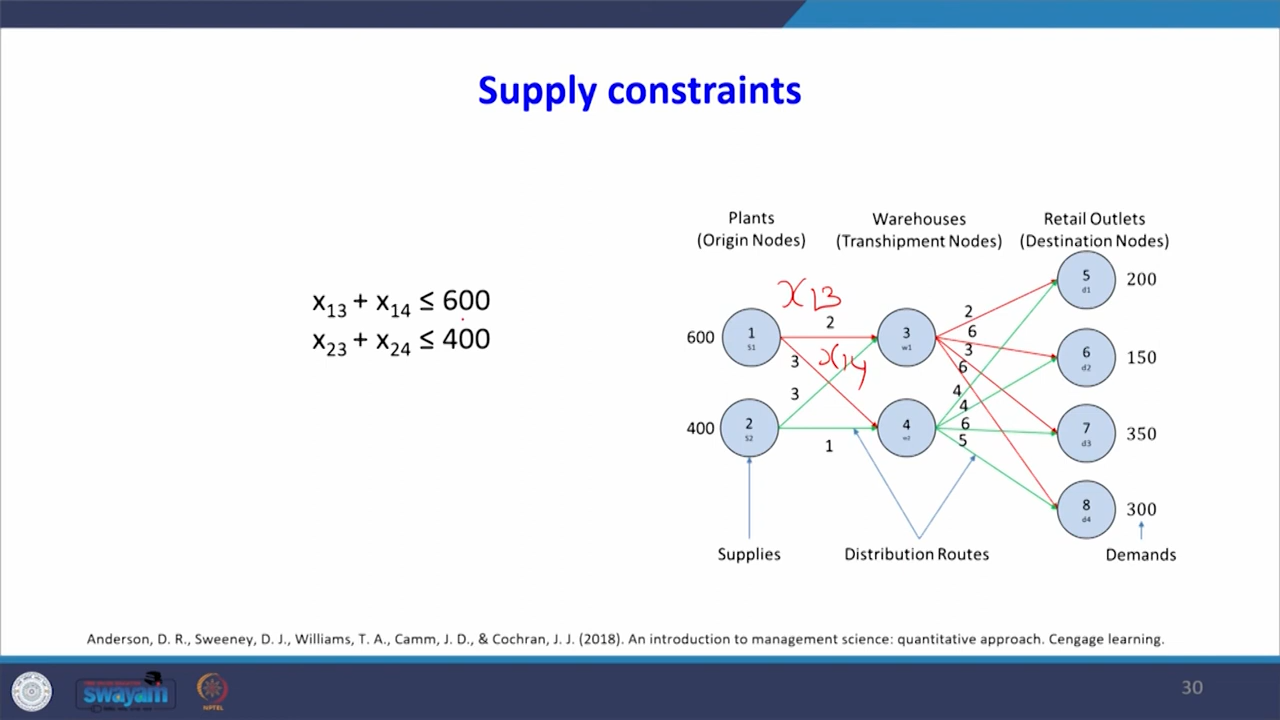 Supply constraints
x₁₃ + x₁₄ ≤ 600
x₂₃ + x₂₄ ≤ 400
Plants Warehouses Retail Outlets
(Origin Nodes) (Transhipment Nodes) (Destination Nodes)
5 d1 200
x13
2 2
600 1 S1 3 w1 6
3 x14 3 6 d2 150
6
3 4
4
400 2 S2 4 6 7 d3 350
1 5
8 d4 300
Supplies Distribution Routes Demands
Anderson, D. R., Sweeney, D. J., Williams, T. A., Camm, J. D., & Cochran, J. J. (2018). An introduction to management science: quantitative approach. Cengage learning.
swayam NPTEL 30